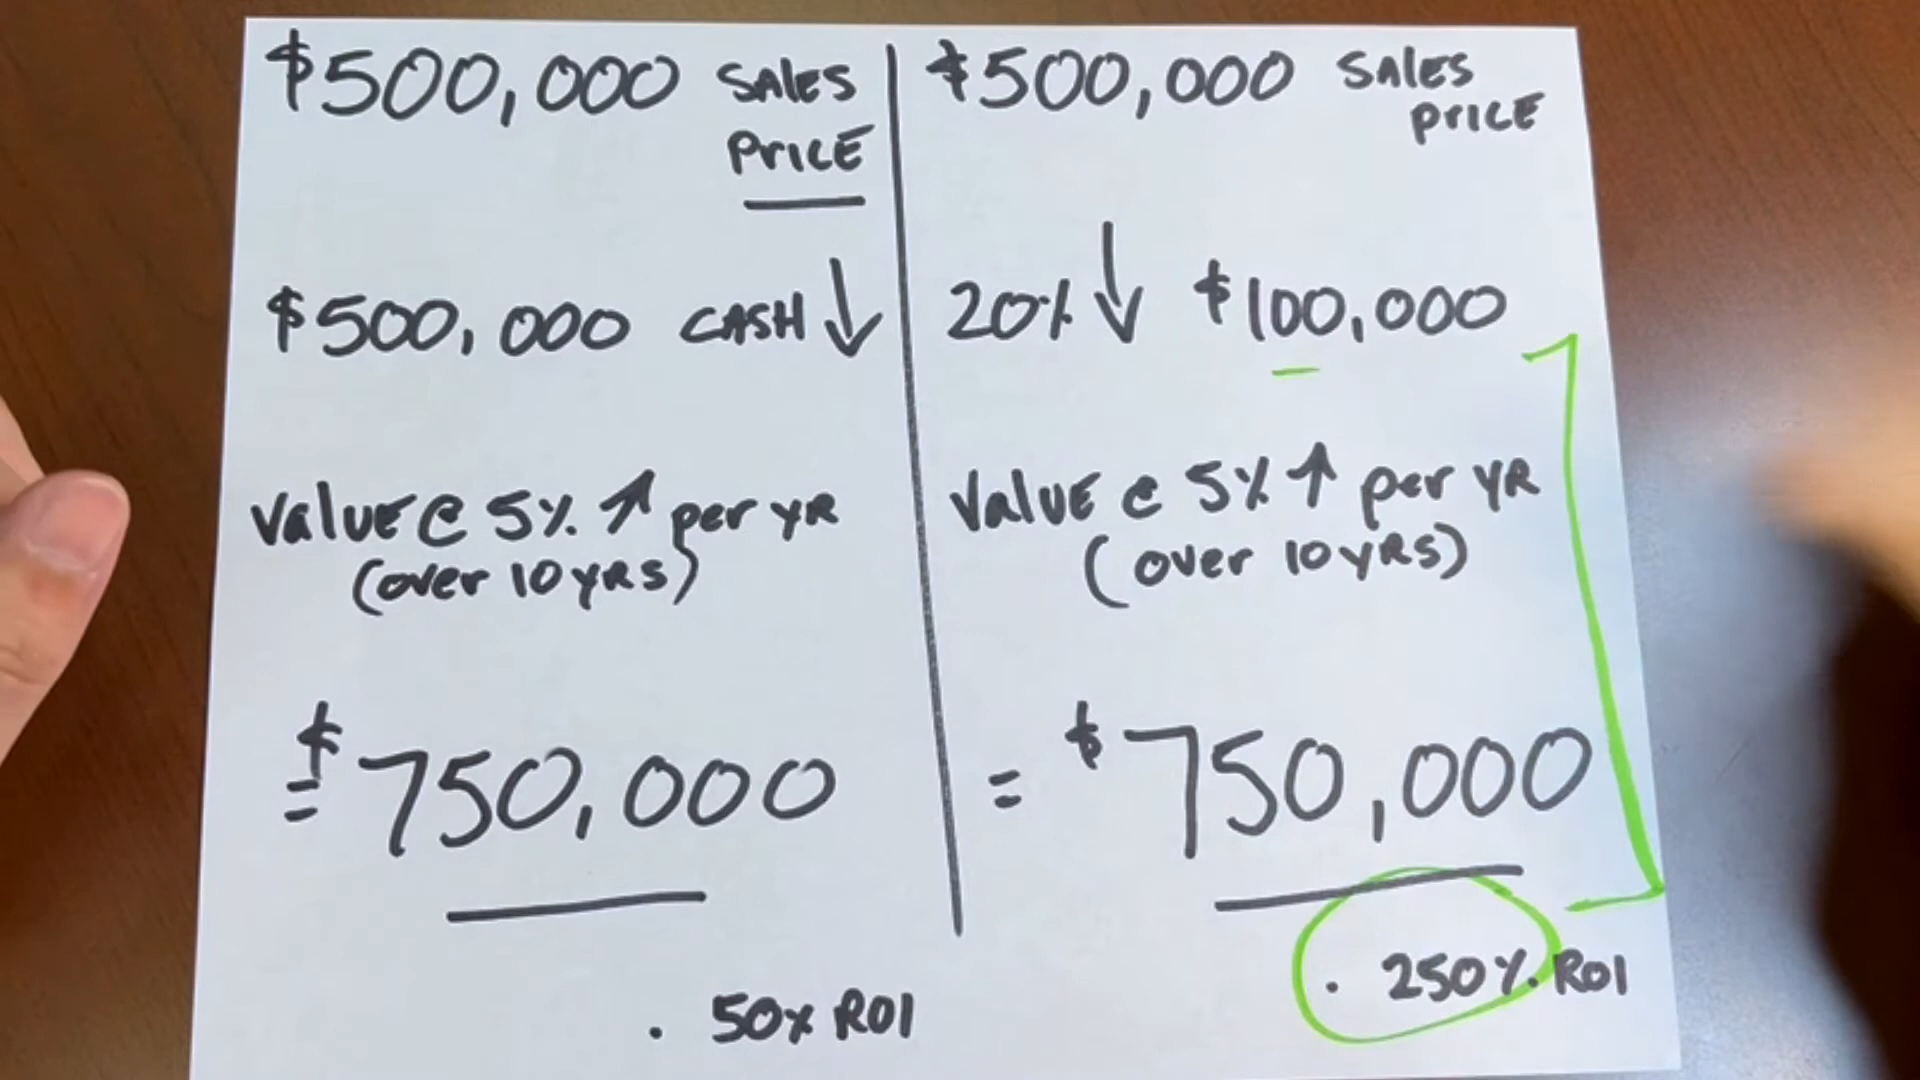 $500,000 SALES
PRICE
$500,000 CASH ↓
Value @ 5% ↑ per YR
(over 10 YRS)
= $750,000
. 50% ROI
$500,000 SALES
PRICE
20% ↓ $100,000
Value @ 5% ↑ per YR
(over 10 YRS)
= $750,000
. 250% ROI